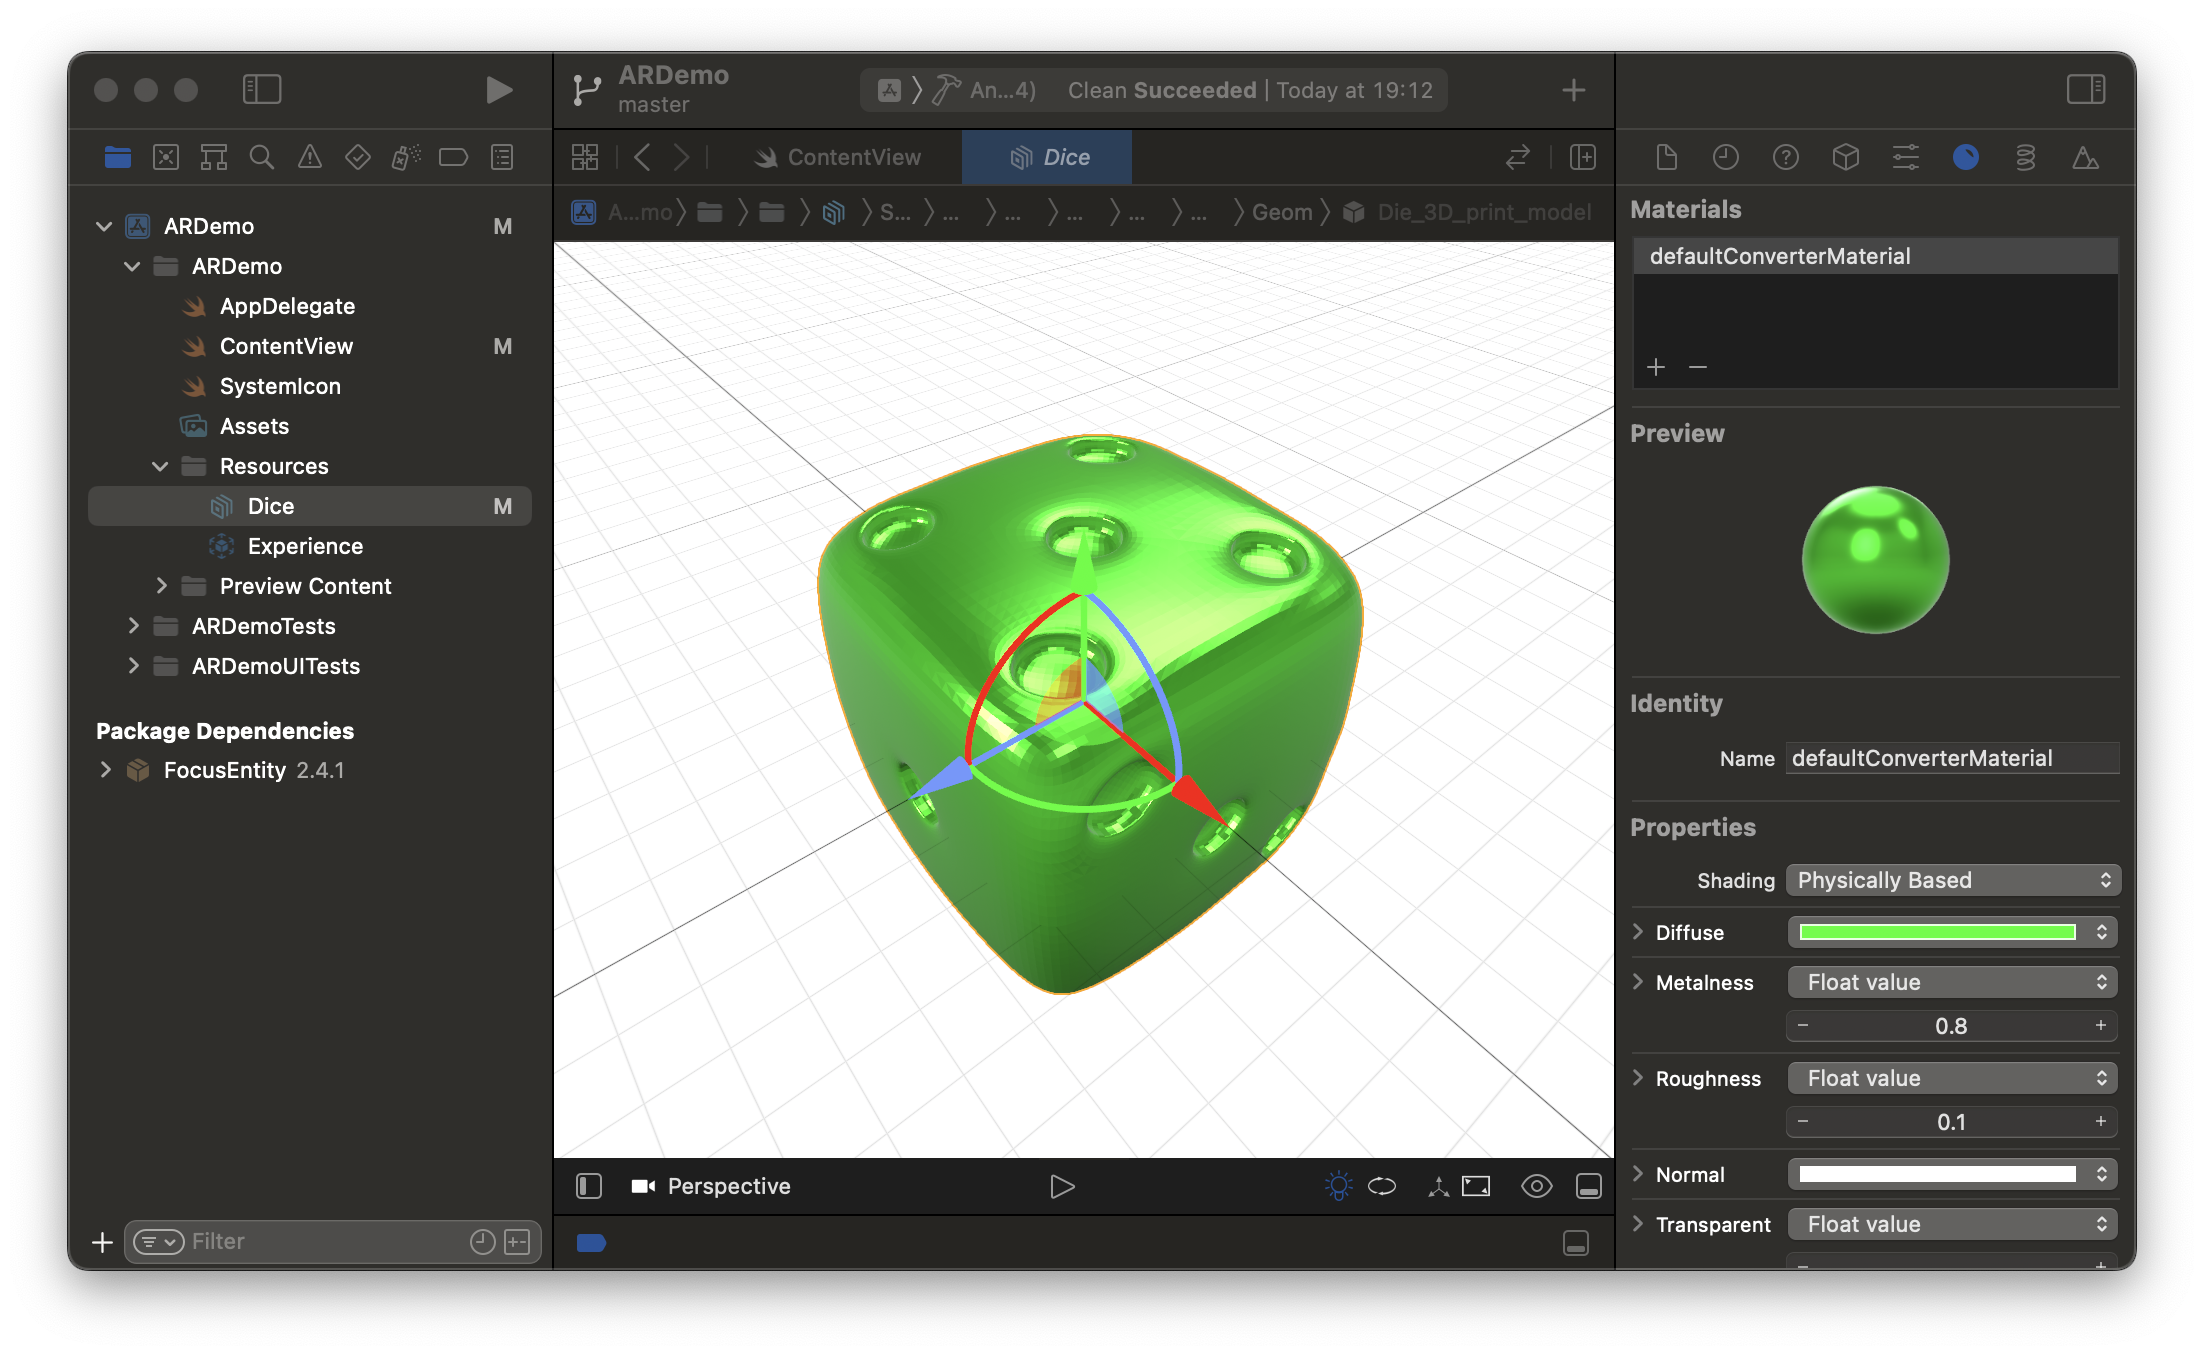 ARDemo
master
An...4)
Clean Succeeded | Today at 19:12
ContentView
Dice
A...mo
S...
...
...
...
...
...
Geom
Die_3D_print_model
ARDemo M
ARDemo
AppDelegate
ContentView M
SystemIcon
Assets
Resources
Dice M
Experience
Preview Content
ARDemoTests
ARDemoUITests
Package Dependencies
FocusEntity 2.4.1
Filter
Perspective
Materials
defaultConverterMaterial
Preview
Identity
Name defaultConverterMaterial
Properties
Shading Physically Based
Diffuse
Metalness Float value
0.8
Roughness Float value
0.1
Normal
Transparent Float value